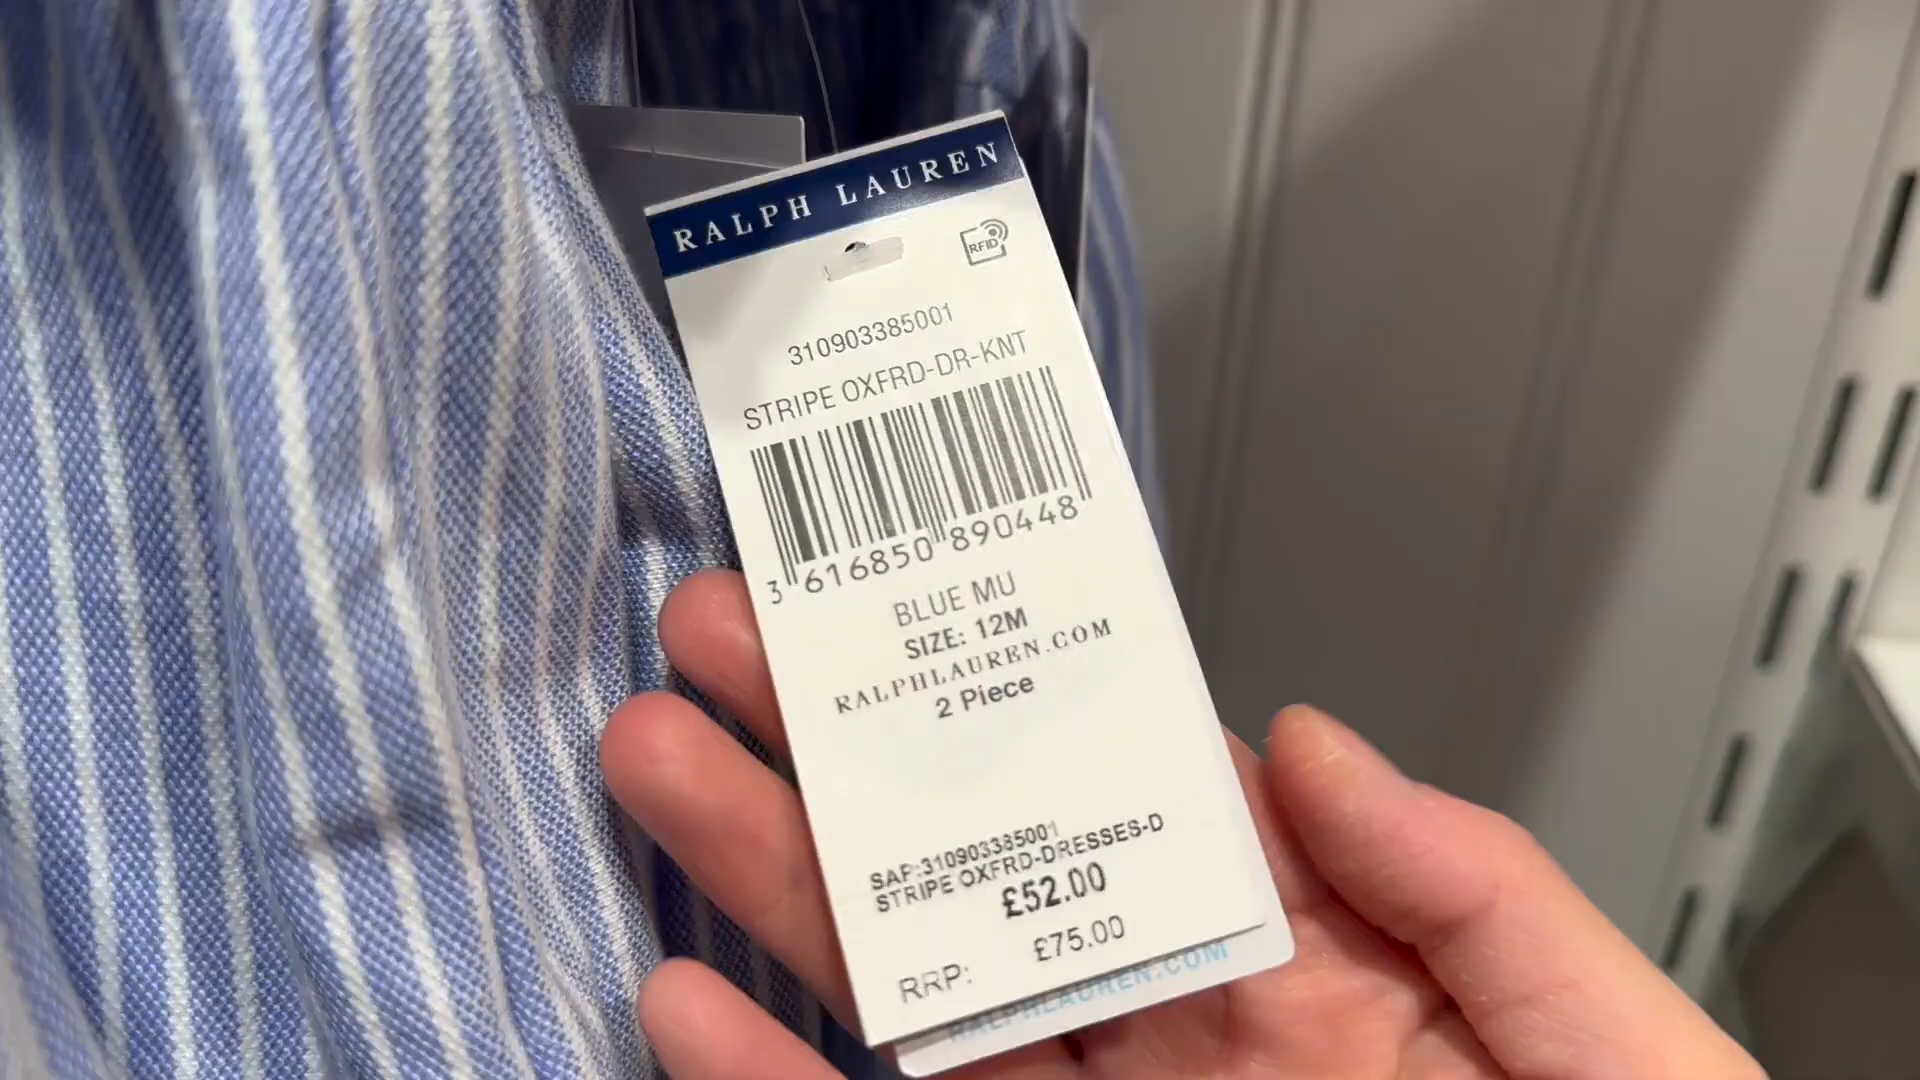 RALPH LAUREN
RFID
310903385001
STRIPE OXFRD-DR-KNT
3 616850 890448
BLUE MU
SIZE: 12M
RALPHLAUREN.COM
2 Piece
SAP:310903385001
STRIPE OXFRD-DRESSES-D
£52.00
£75.00
RRP:
RALPHLAUREN.COM